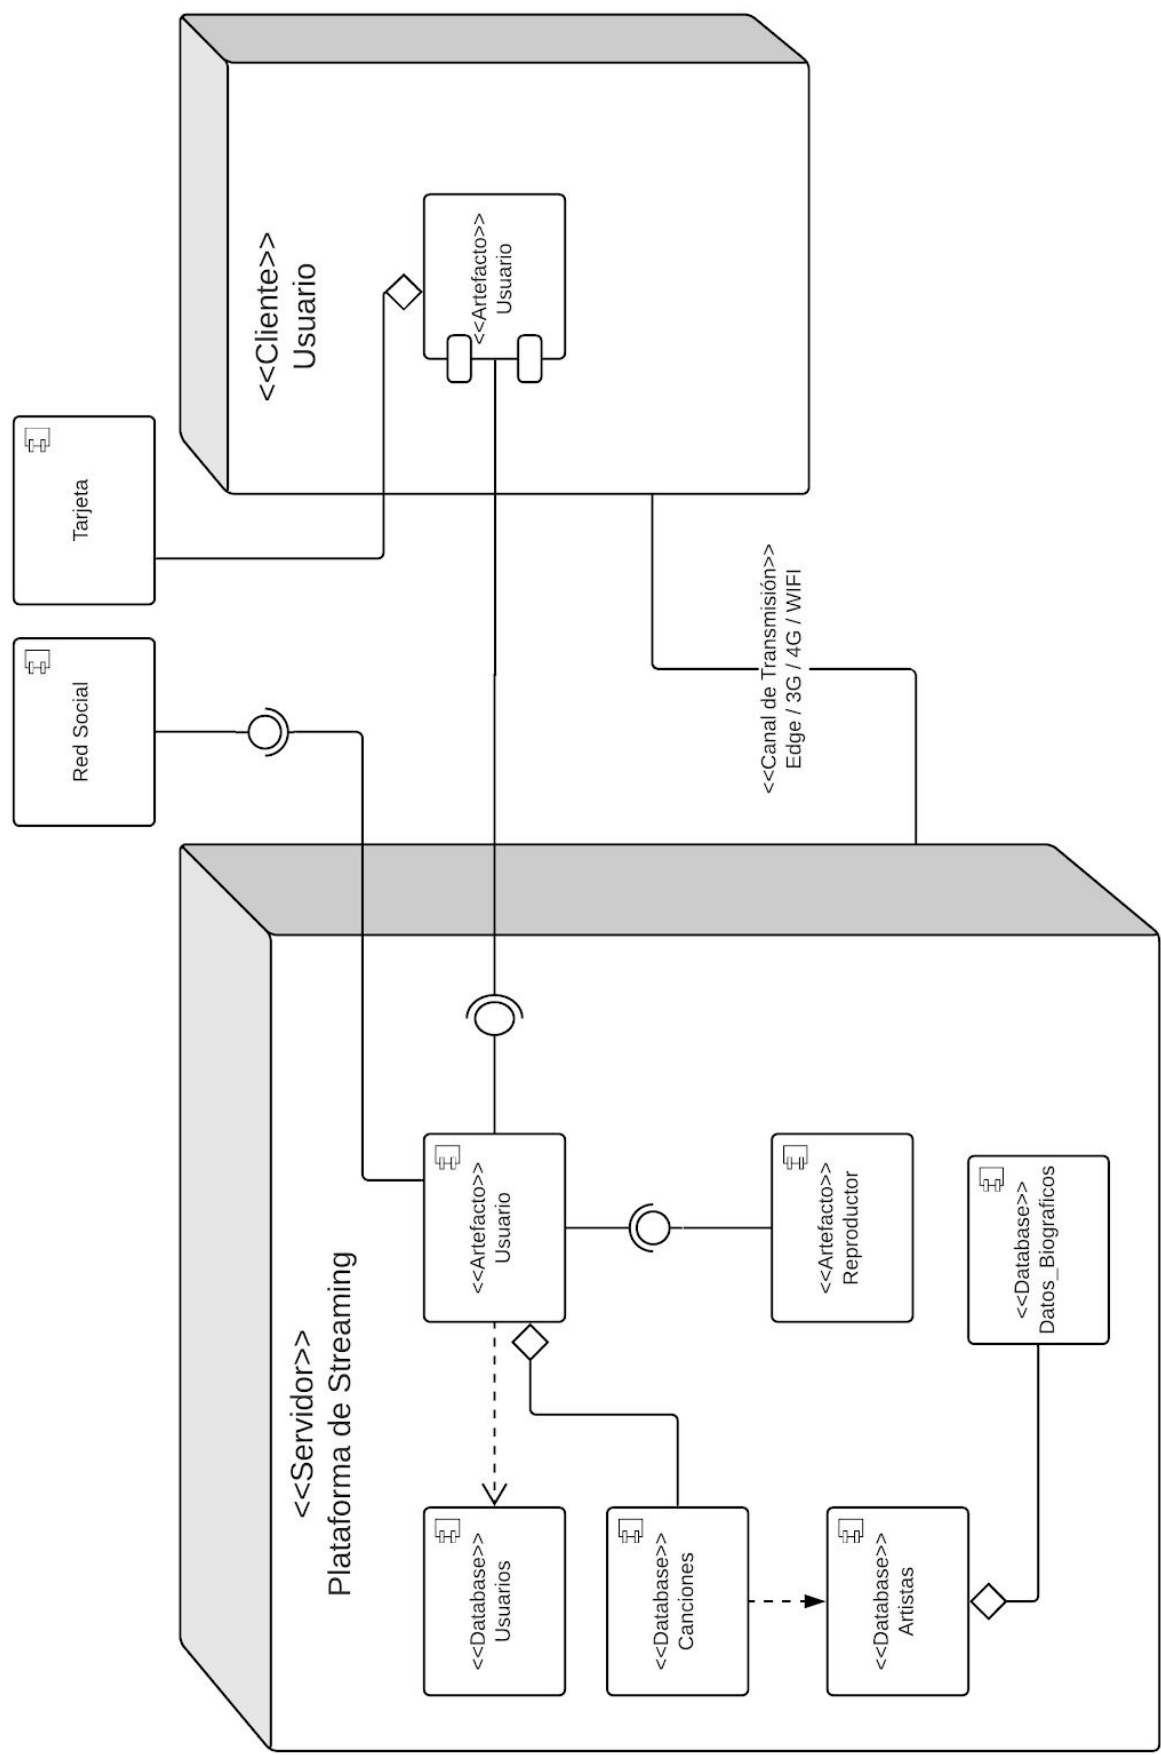 Red Social
Tarjeta
<<Servidor>>
Plataforma de Streaming
<<Cliente>>
Usuario
<<Database>>
Usuarios
<<Artefacto>>
Usuario
<<Artefacto>>
Usuario
<<Database>>
Canciones
<<Canal de Transmisión>>
Edge / 3G / 4G / WIFI
<<Artefacto>>
Reproductor
<<Database>>
Artistas
<<Database>>
Datos_Biograficos